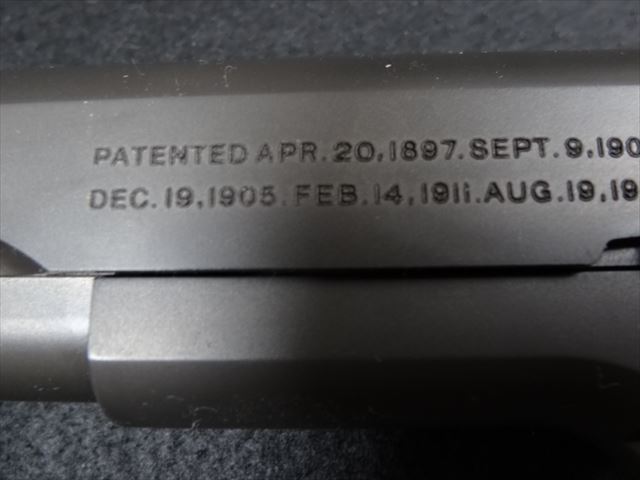 PATENTED APR. 20,1897. SEPT. 9,190
DEC. 19,1905. FEB. 14,1911. AUG. 19,19